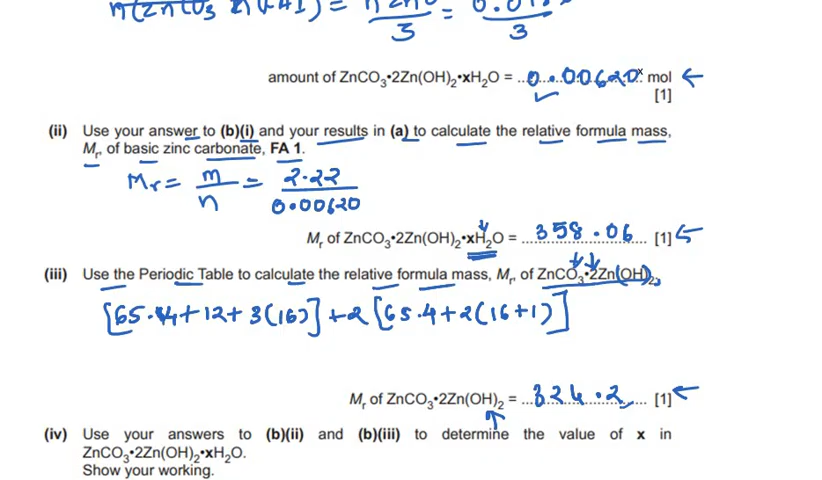 n(ZnCO3 = =
3 3
amount of ZnCO₃•2Zn(OH)₂•xH₂O = ...0.00620... mol
[1]
(ii) Use your answer to (b)(i) and your results in (a) to calculate the relative formula mass,
Mᵣ, of basic zinc carbonate, FA 1.
Mr = m/n = 2.22/0.00620
Mᵣ of ZnCO₃•2Zn(OH)₂•xH₂O = ...358.06... [1]
(iii) Use the Periodic Table to calculate the relative formula mass, Mᵣ, of ZnCO₃•2Zn(OH)₂.
[65.4+12+3(16)]+2[65.4+2(16+1)]
Mᵣ of ZnCO₃•2Zn(OH)₂ = ...324.2... [1]
(iv) Use your answers to (b)(ii) and (b)(iii) to determine the value of x in
ZnCO₃•2Zn(OH)₂•xH₂O.
Show your working.